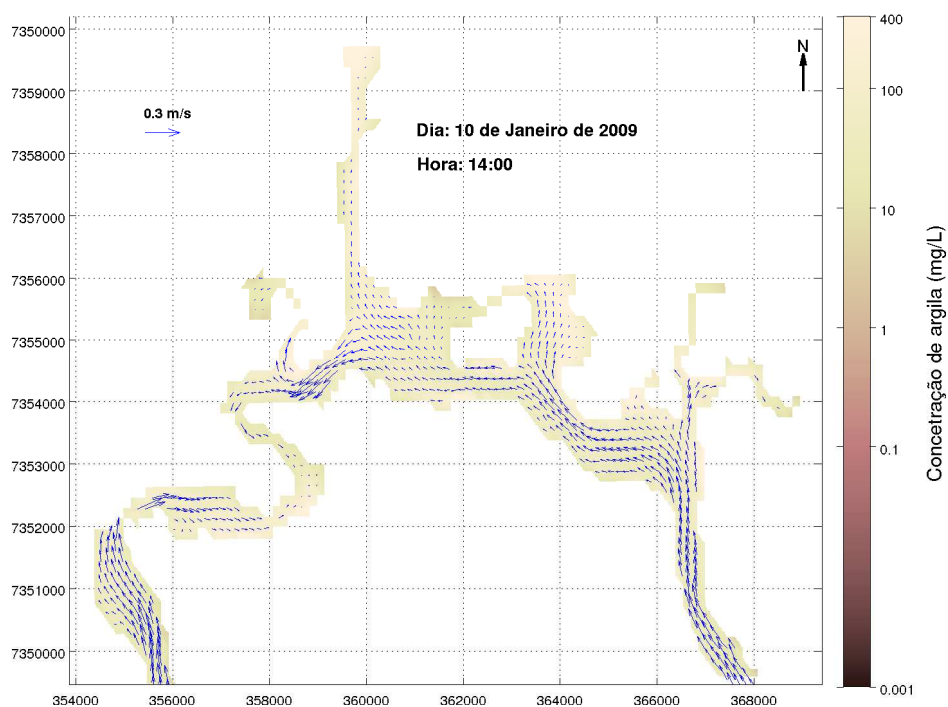 7350000
7359000
7358000
7357000
7356000
7355000
7354000
7353000
7352000
7351000
7350000
354000 356000 358000 360000 362000 364000 366000 368000
0.3 m/s
Dia: 10 de Janeiro de 2009
Hora: 14:00
N
400
100
10
1
0.1
0.001
Concetração de argila (mg/L)